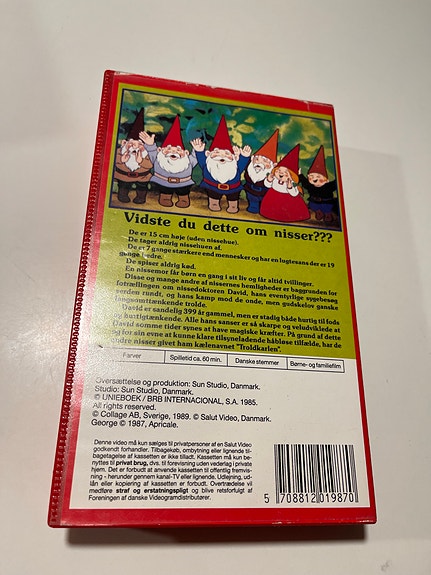 Vidste du dette om nisser???
De er 15 cm høje (uden nissehue).
De tager aldrig nissehuen af.
De er 7 gange stærkere end mennesker og har en lugtesans der er 19
gange bedre.
De spiser aldrig kød.
En nissemor får børn en gang i sit liv og får altid tvillinger.
Disse og mange andre af nissernes hemmeligheder er baggrunden for
fortællingen om nissedoktoren David, hans eventyrlige sygebesøg
verden rundt, og hans kamp mod de onde, men gudskelov ganske
langsomttænkende trolde.
David er sandelig 399 år gammel, men er stadig både hurtig til fods
og hurtigtænkende. Alle hans sanser er så skarpe og veludviklede at
David somme tider synes at have magiske kræfter. På grund af dette
og for sin evne at kunne klare tilsyneladende håbløse tilfælde, har de
andre nisser givet ham kælenavnet "Troldkarlen".
Farver
Spilletid ca. 60 min.
Danske stemmer
Børne- og familiefilm
Oversættelse og produktion: Sun Studio, Danmark.
Studio: Sun Studio, Danmark.
© UNIEBOEK / BRB INTERNACIONAL, S.A. 1985.
All rights reserved.
© Collage AB, Sverige, 1989. © Salut Video, Danmark.
George © 1987, Apricale.
Denne video må kun sælges til privatpersoner af en Salut Video
godkendt forhandler. Tilbagekøb, ombytning eller lignende til-
bagetagelse af kassetten er ikke tilladt. Kassetten må kun be-
nyttes til privat brug, dvs. til forevisning uden vederlag i private
hjem. Det er forbudt at anvende kassetten til offentlig fremvis-
ning - herunder gennem kanal-TV eller lignende. Udlejning, ud-
lån eller kopiering af kassetten er forbudt. Overtrædelse vil
medføre straf og erstatningspligt og blive retsforfulgt af
Foreningen af danske Videogramdistributører.
5 708812 019870